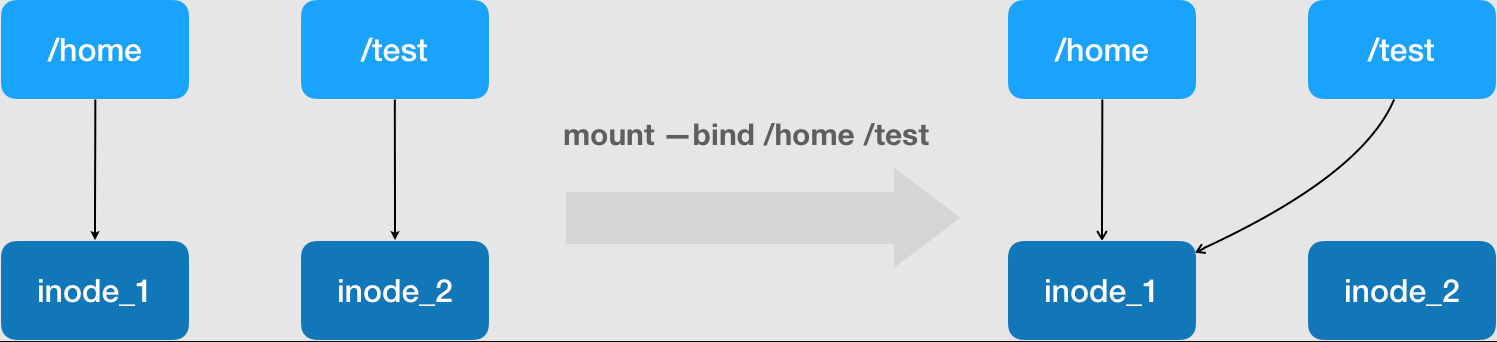 /home
/test
/home
/test
mount —bind /home /test
inode_1
inode_2
inode_1
inode_2